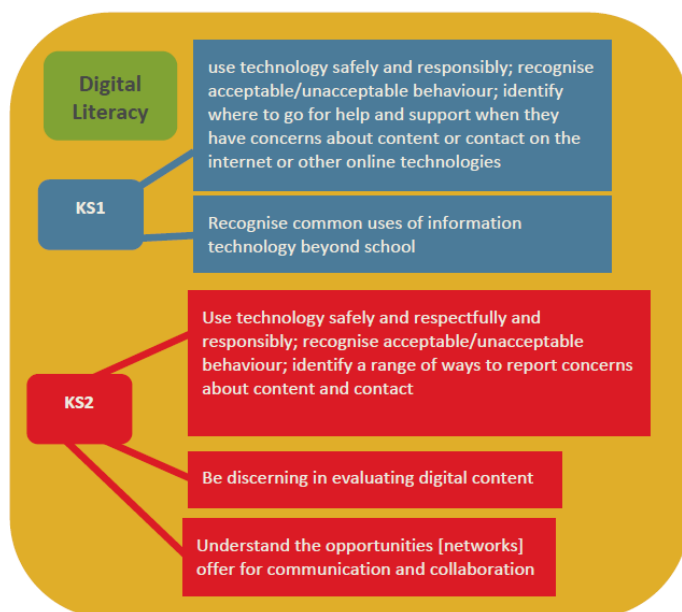 Digital
Literacy
use technology safely and responsibly; recognise
acceptable/unacceptable behaviour; identify
where to go for help and support when they
have concerns about content or contact on the
internet or other online technologies
KS1
Recognise common uses of information
technology beyond school
Use technology safely and respectfully and
responsibly; recognise acceptable/unacceptable
behaviour; identify a range of ways to report concerns
about content and contact
KS2
Be discerning in evaluating digital content
Understand the opportunities [networks]
offer for communication and collaboration